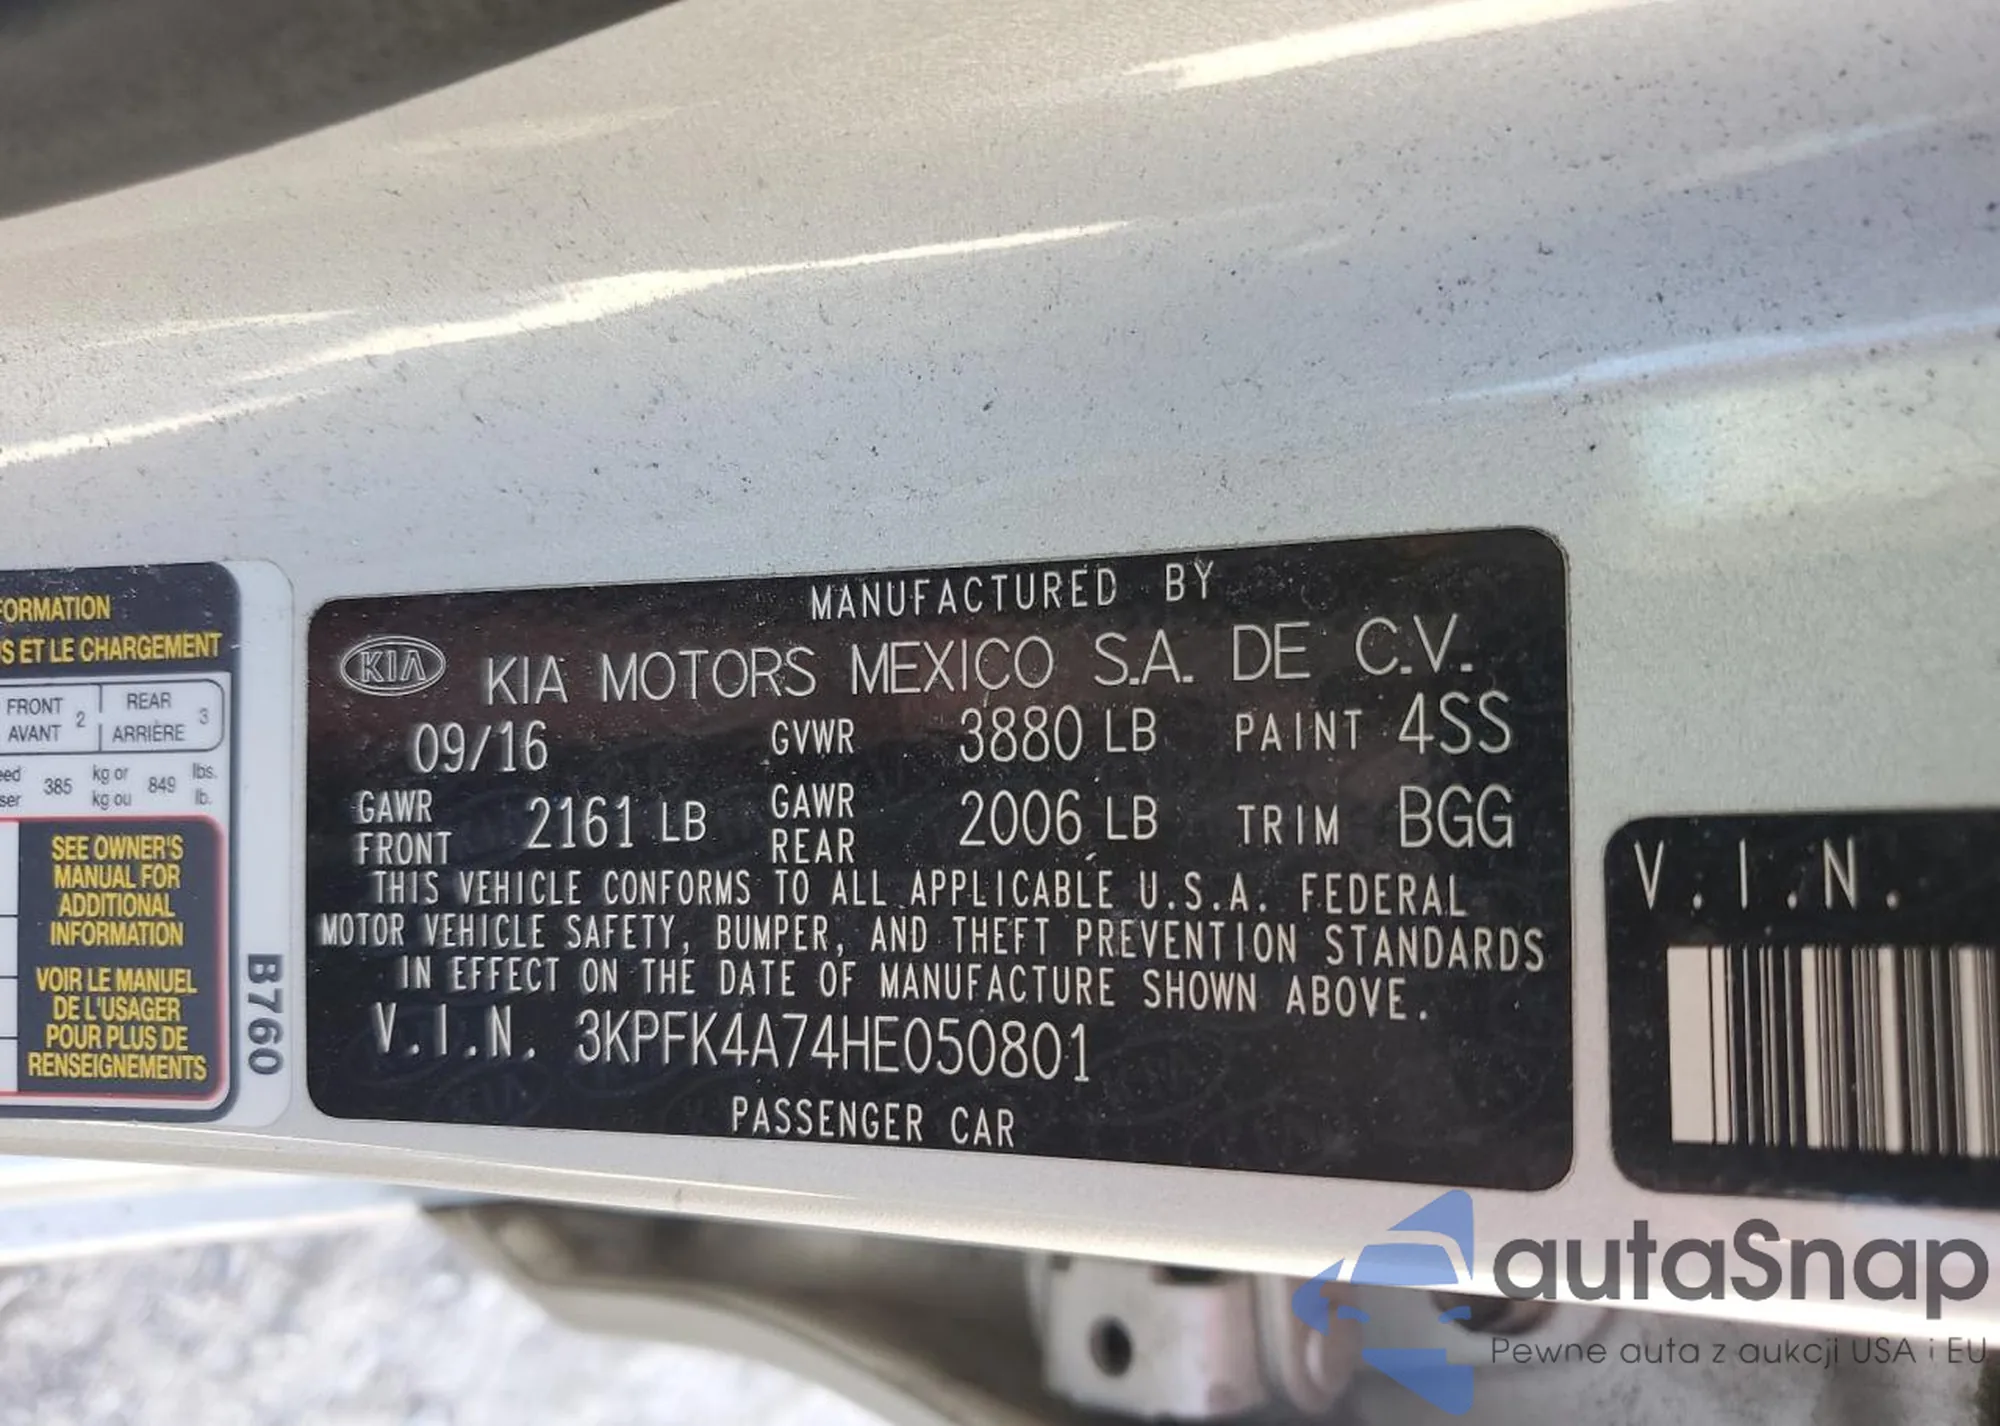 ORMATION
S ET LE CHARGEMENT
FRONT
AVANT 2
REAR
ARRIÈRE 3
385 kg or 849 lbs.
kg ou lb.
SEE OWNER'S
MANUAL FOR
ADDITIONAL
INFORMATION
VOIR LE MANUEL
DE L'USAGER
POUR PLUS DE
RENSEIGNEMENTS
B760
MANUFACTURED BY
KIA KIA MOTORS MEXICO S.A. DE C.V.
09/16 GVWR 3880 LB PAINT 4SS
GAWR FRONT 2161 LB GAWR REAR 2006 LB TRIM BGG
THIS VEHICLE CONFORMS TO ALL APPLICABLE U.S.A. FEDERAL
MOTOR VEHICLE SAFETY, BUMPER, AND THEFT PREVENTION STANDARDS
IN EFFECT ON THE DATE OF MANUFACTURE SHOWN ABOVE.
V.I.N. 3KPFK4A74HE050801
PASSENGER CAR
V.I.N.
autaSnap
Pewne auta z aukcji USA i EU